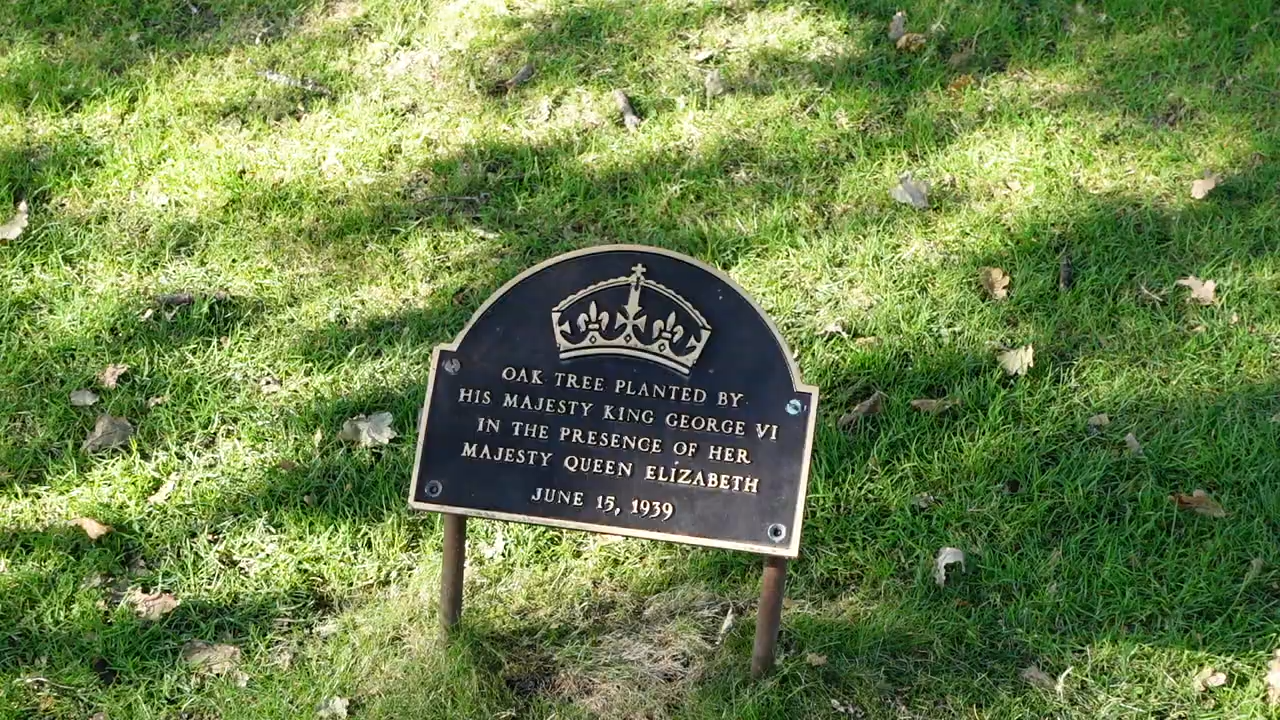 OAK TREE PLANTED BY
HIS MAJESTY KING GEORGE VI
IN THE PRESENCE OF HER
MAJESTY QUEEN ELIZABETH
JUNE 15, 1939